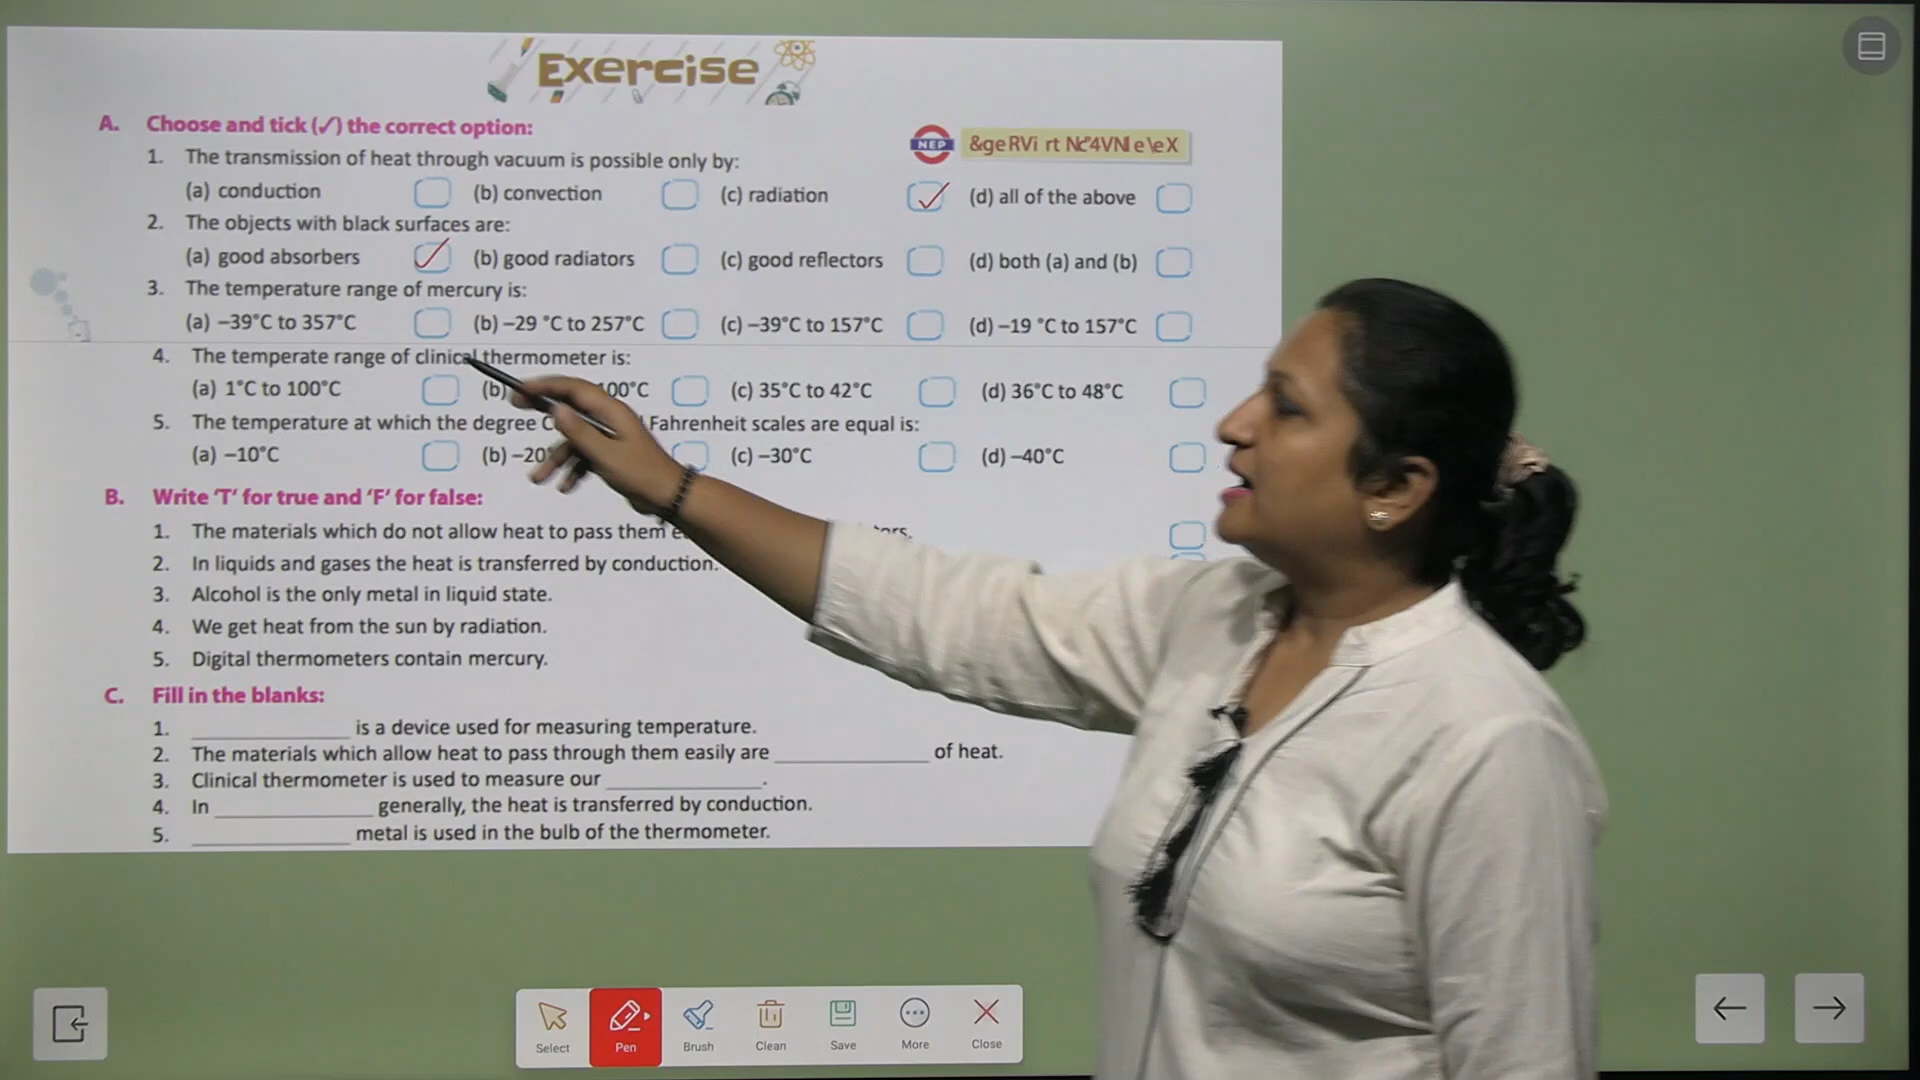 Exercise
A. Choose and tick (✓) the correct option:
NEP &geRVi rt Nc"4VNl e\eX
1. The transmission of heat through vacuum is possible only by:
(a) conduction (b) convection (c) radiation (d) all of the above
2. The objects with black surfaces are:
(a) good absorbers (b) good radiators (c) good reflectors (d) both (a) and (b)
3. The temperature range of mercury is:
(a) –39°C to 357°C (b) –29 °C to 257°C (c) –39°C to 157°C (d) –19 °C to 157°C
4. The temperate range of clinical thermometer is:
(a) 1°C to 100°C (b) 100°C (c) 35°C to 42°C (d) 36°C to 48°C
5. The temperature at which the degree Fahrenheit scales are equal is:
(a) –10°C (b) –20° (c) –30°C (d) –40°C
B. Write 'T' for true and 'F' for false:
1. The materials which do not allow heat to pass them
2. In liquids and gases the heat is transferred by conduction.
3. Alcohol is the only metal in liquid state.
4. We get heat from the sun by radiation.
5. Digital thermometers contain mercury.
C. Fill in the blanks:
1. ______________ is a device used for measuring temperature.
2. The materials which allow heat to pass through them easily are ______________ of heat.
3. Clinical thermometer is used to measure our ______________.
4. In ______________ generally, the heat is transferred by conduction.
5. ______________ metal is used in the bulb of the thermometer.
Select Pen Brush Clean Save More Close